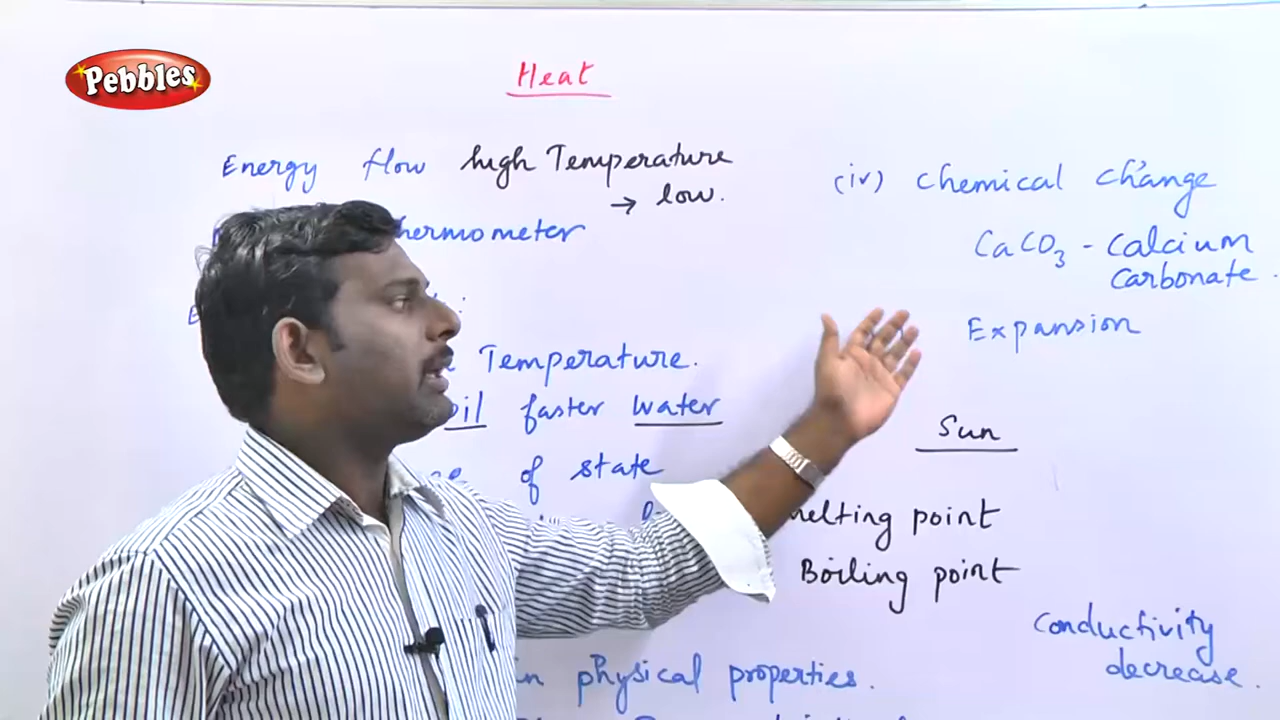 Pebbles
Heat
Energy flow high Temperature
→ low.
hermometer
Temperature.
oil faster water
of state
melting point
Boiling point
in physical properties.
(iv) Chemical change
CaCO3 - Calcium
Carbonate.
Expansion
Sun
Conductivity
decrease.